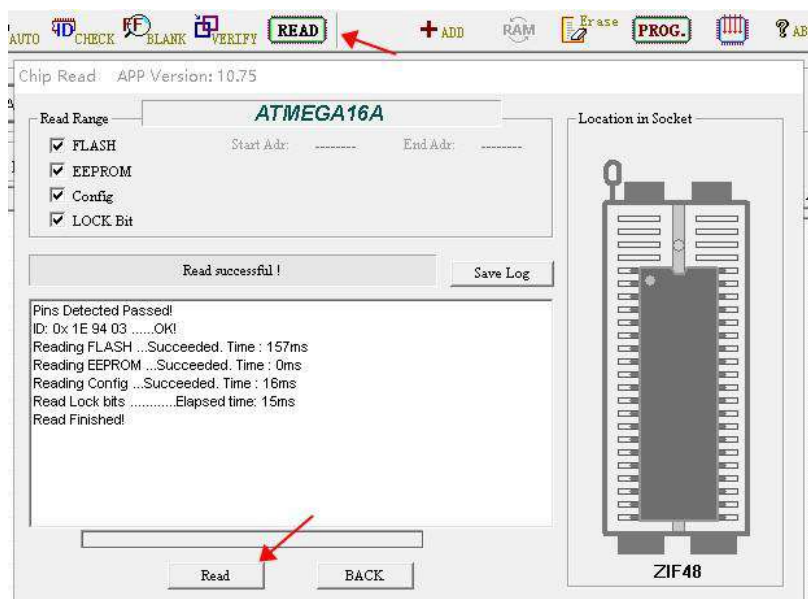 AUTO ID CHECK FF BLANK VERIFY READ + ADD RAM Erase PROG. ? AB
Chip Read: APP Version: 10.75
Read Range
ATMEGA16A
Location in Socket
FLASH Start Adr: -------- End Adr: --------
EEPROM
Config
LOCK Bit
Read successful !
Save Log
Pins Detected Passed!
ID: 0x 1E 94 03 ......OK!
Reading FLASH ...Succeeded. Time : 157ms
Reading EEPROM ...Succeeded. Time : 0ms
Reading Config ...Succeeded. Time : 16ms
Read Lock bits ............Elapsed time: 15ms
Read Finished!
Read BACK
ZIF48